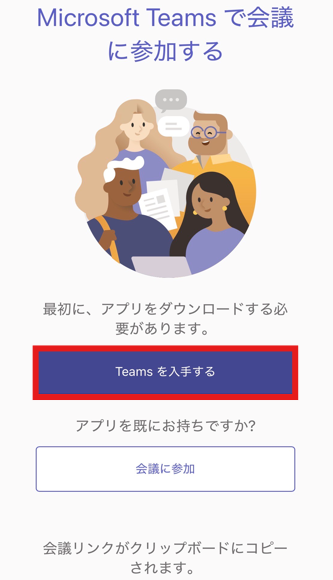 Microsoft Teams で会議
に参加する
最初に、アプリをダウンロードする必
要があります。
Teams を入手する
アプリを既にお持ちですか?
会議に参加
会議リンクがクリップボードにコピー
されます。